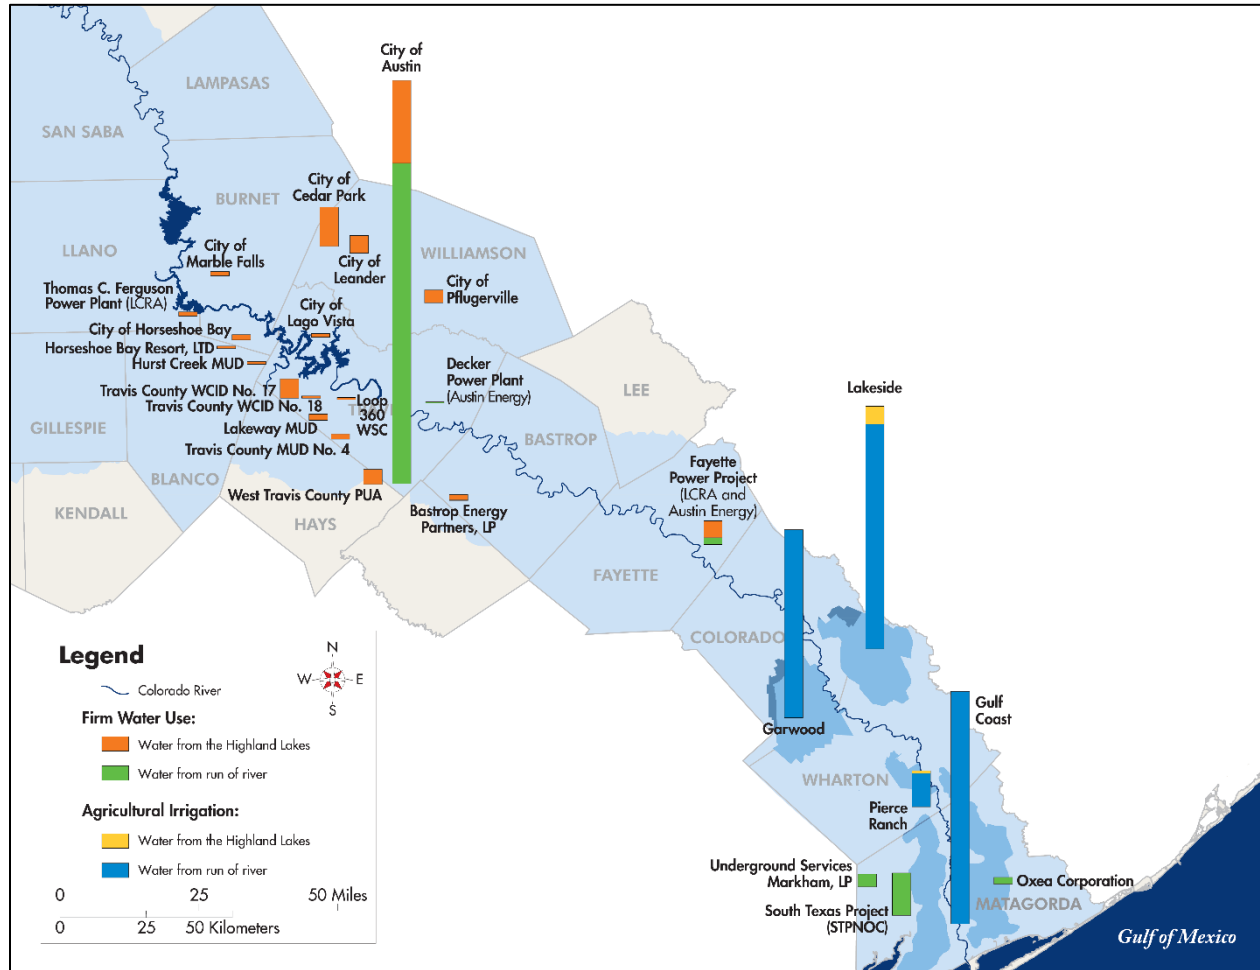 City of
Austin
LAMPASAS
SAN SABA
City of
Cedar Park
BURNET
City of
Leander
WILLIAMSON
LLANO
City of
Marble Falls
City of
Pflugerville
Thomas C. Ferguson
Power Plant (LCRA)
City of
Lago Vista
City of Horseshoe Bay
Horseshoe Bay Resort, LTD
Hurst Creek MUD
Decker
Power Plant
(Austin Energy)
LEE
Lakeside
Travis County WCID No. 17
Travis County WCID No. 18
Loop
360
WSC
TRAV
Lakeway MUD
Travis County MUD No. 4
GILLESPIE
BASTROP
BLANCO
West Travis County PUA
Fayette
Power Project
(LCRA and
Austin Energy)
KENDALL
HAYS
Bastrop Energy
Partners, LP
FAYETTE
COLORADO
Legend
N
W
E
S
Colorado River
Firm Water Use:
Water from the Highland Lakes
Water from run of river
Agricultural Irrigation:
Water from the Highland Lakes
Water from run of river
0 25 50 Miles
0 25 50 Kilometers
Garwood
Gulf
Coast
WHARTON
Pierce
Ranch
Underground Services
Markham, LP
South Texas Project
(STPNOC)
Oxea Corporation
MATAGORDA
Gulf of Mexico